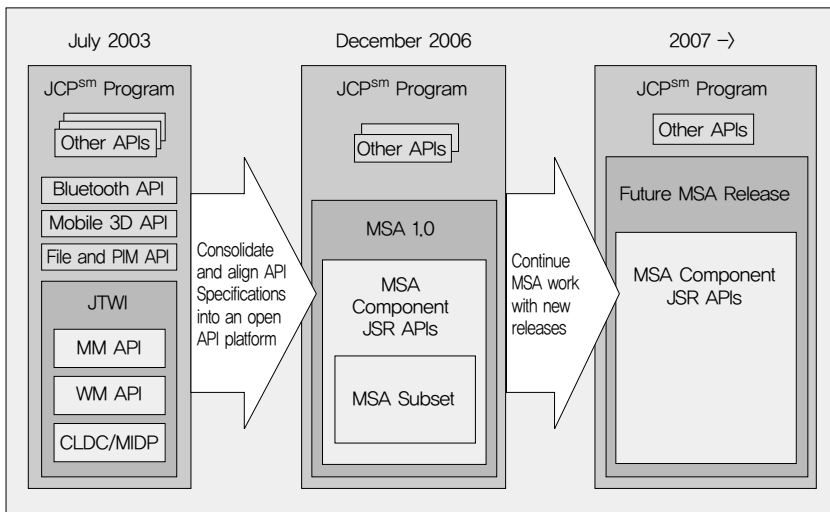 July 2003
JCPsm Program
Other APIs
Bluetooth API
Mobile 3D API
File and PIM API
JTWI
MM API
WM API
CLDC/MIDP
Consolidate
and align API
Specifications
into an open
API platform
December 2006
JCPsm Program
Other APIs
MSA 1.0
MSA
Component
JSR APIs
MSA Subset
Continue
MSA work
with new
releases
2007 -〉
JCPsm Program
Other APIs
Future MSA Release
MSA Component
JSR APIs